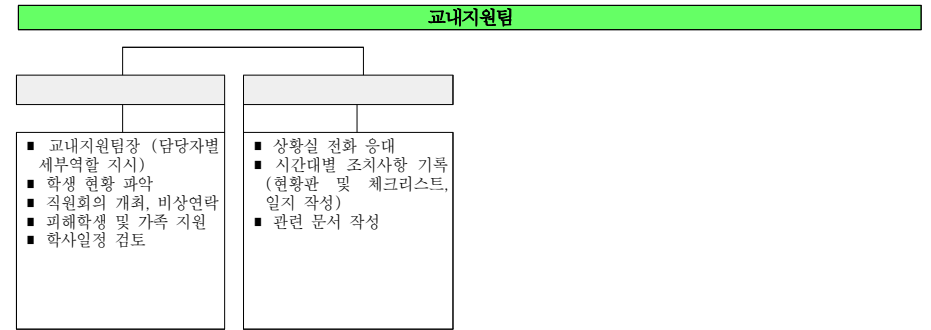 교내지원팀
■ 교내지원팀장 (담당자별
세부역할 지시)
■ 학생 현황 파악
■ 직원회의 개최, 비상연락
■ 피해학생 및 가족 지원
■ 학사일정 검토
■ 상황실 전화 응대
■ 시간대별 조치사항 기록
(현황판 및 체크리스트,
일지 작성)
■ 관련 문서 작성